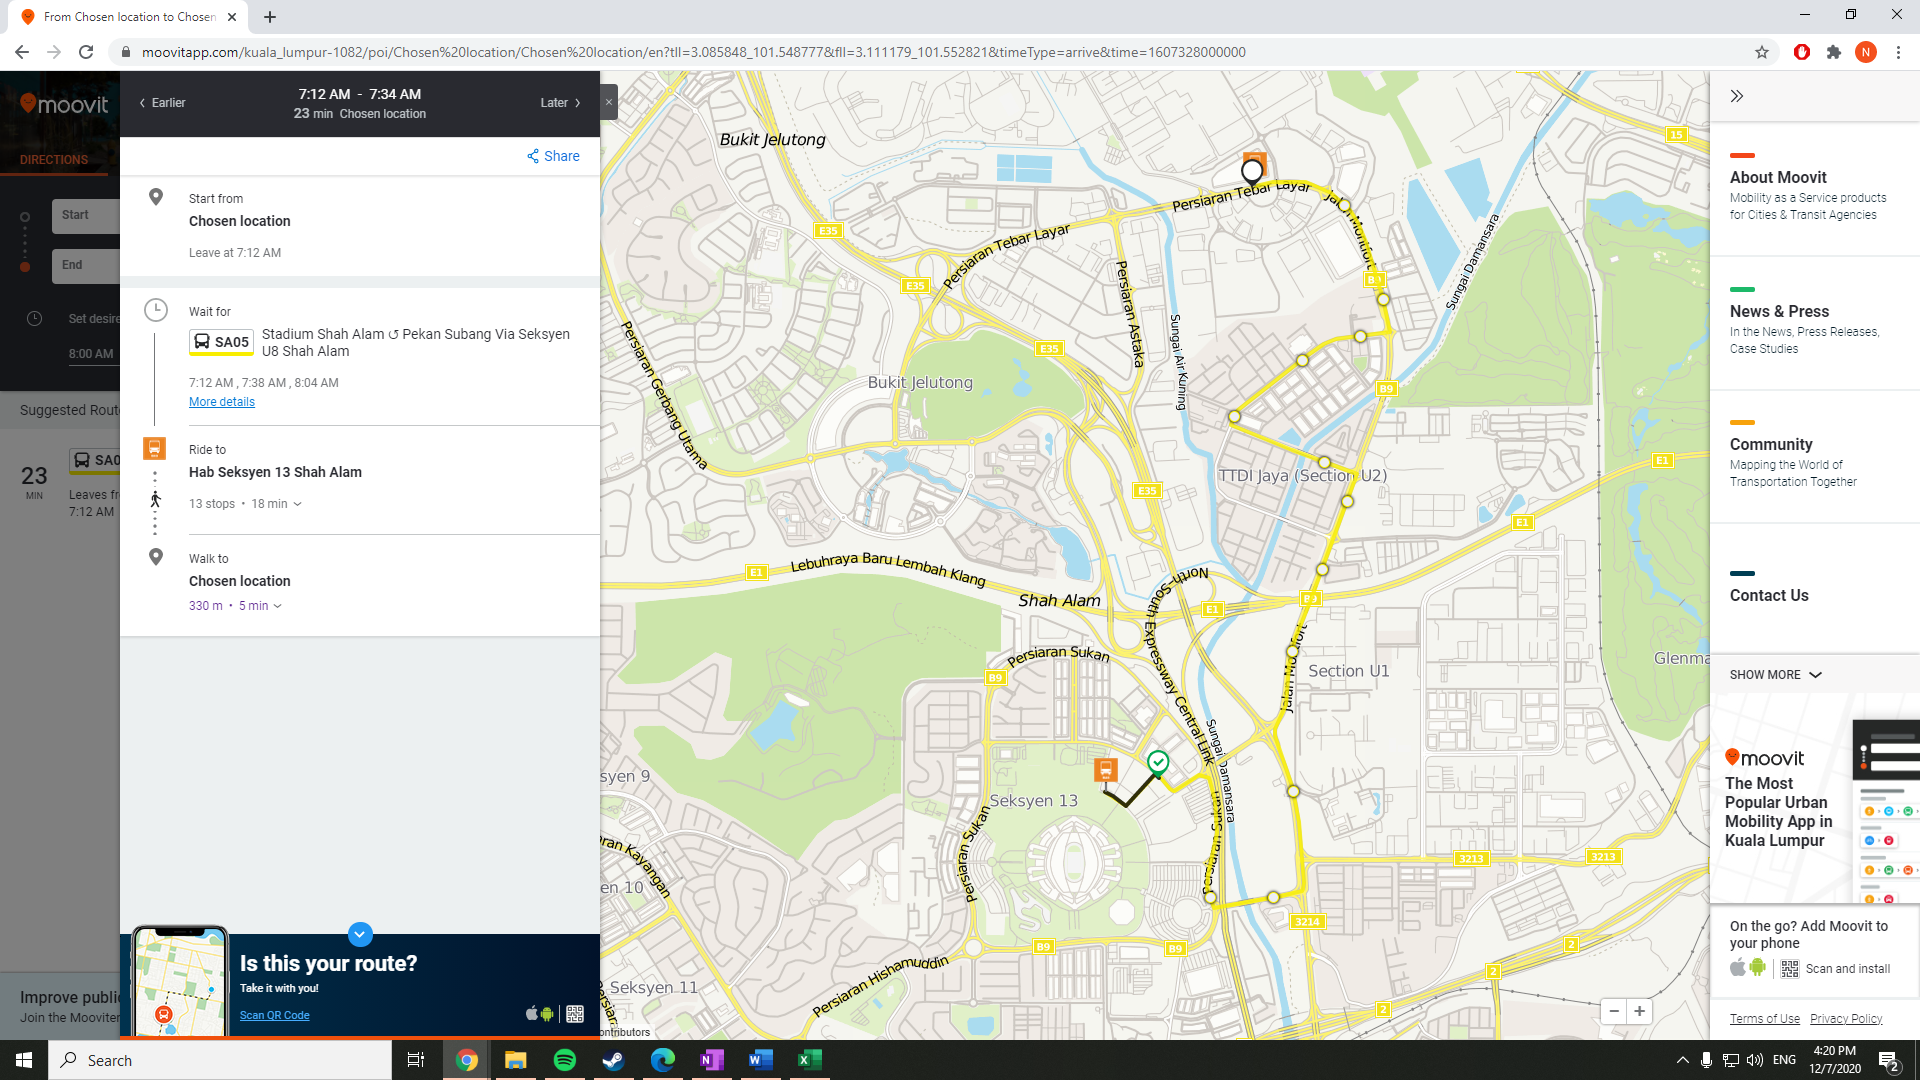 From Chosen location to Chosen
moovitapp.com/kuala_lumpur-1082/poi/Chosen%20location/Chosen%20location/en?tll=3.085848_101.548777&fll=3.111179_101.552821&timeType=arrive&time=1607328000000
N
moovit
DIRECTIONS
Start
End
Set desire
8:00 AM
Suggested Rout
23
MIN
SA0
Leaves fr
7:12 AM
Improve public
Join the Mooviter
Earlier
7:12 AM - 7:34 AM
23 min Chosen location
Later
Share
Start from
Chosen location
Leave at 7:12 AM
Wait for
SA05
Stadium Shah Alam ↺ Pekan Subang Via Seksyen
U8 Shah Alam
7:12 AM , 7:38 AM , 8:04 AM
More details
Ride to
Hab Seksyen 13 Shah Alam
13 stops • 18 min
Walk to
Chosen location
330 m • 5 min
Is this your route?
Take it with you!
Scan QR Code
Bukit Jelutong
Persiaran Tebar Layar
Jalan Monfort
15
E35
Persiaran Tebar Layar
E35
B9
Sungai Damansara
Persiaran Astaka
Sungai Air Kuning
E35
Persiaran Gerbang Utama
Bukit Jelutong
B9
E1
TTDI Jaya (Section U2)
E35
E1
E1
Lebuhraya Baru Lembah Klang
North-South Expressway Central Link
Shah Alam
E1
B9
Persiaran Sukan
B9
Jalan Monfort
Section U1
Glenma
Sungai Damansara
syen 9
Seksyen 13
Persiaran Sukan
Persiaran Sukan
ran Kayangan
en 10
3213
3213
3214
B9
B9
2
2
2
Persiaran Hishamuddin
Seksyen 11
Persiar
ontributors
About Moovit
Mobility as a Service products
for Cities & Transit Agencies
News & Press
In the News, Press Releases,
Case Studies
Community
Mapping the World of
Transportation Together
Contact Us
SHOW MORE
moovit
The Most
Popular Urban
Mobility App in
Kuala Lumpur
On the go? Add Moovit to
your phone
Scan and install
Terms of Use Privacy Policy
Search
ENG
4:20 PM
12/7/2020
2